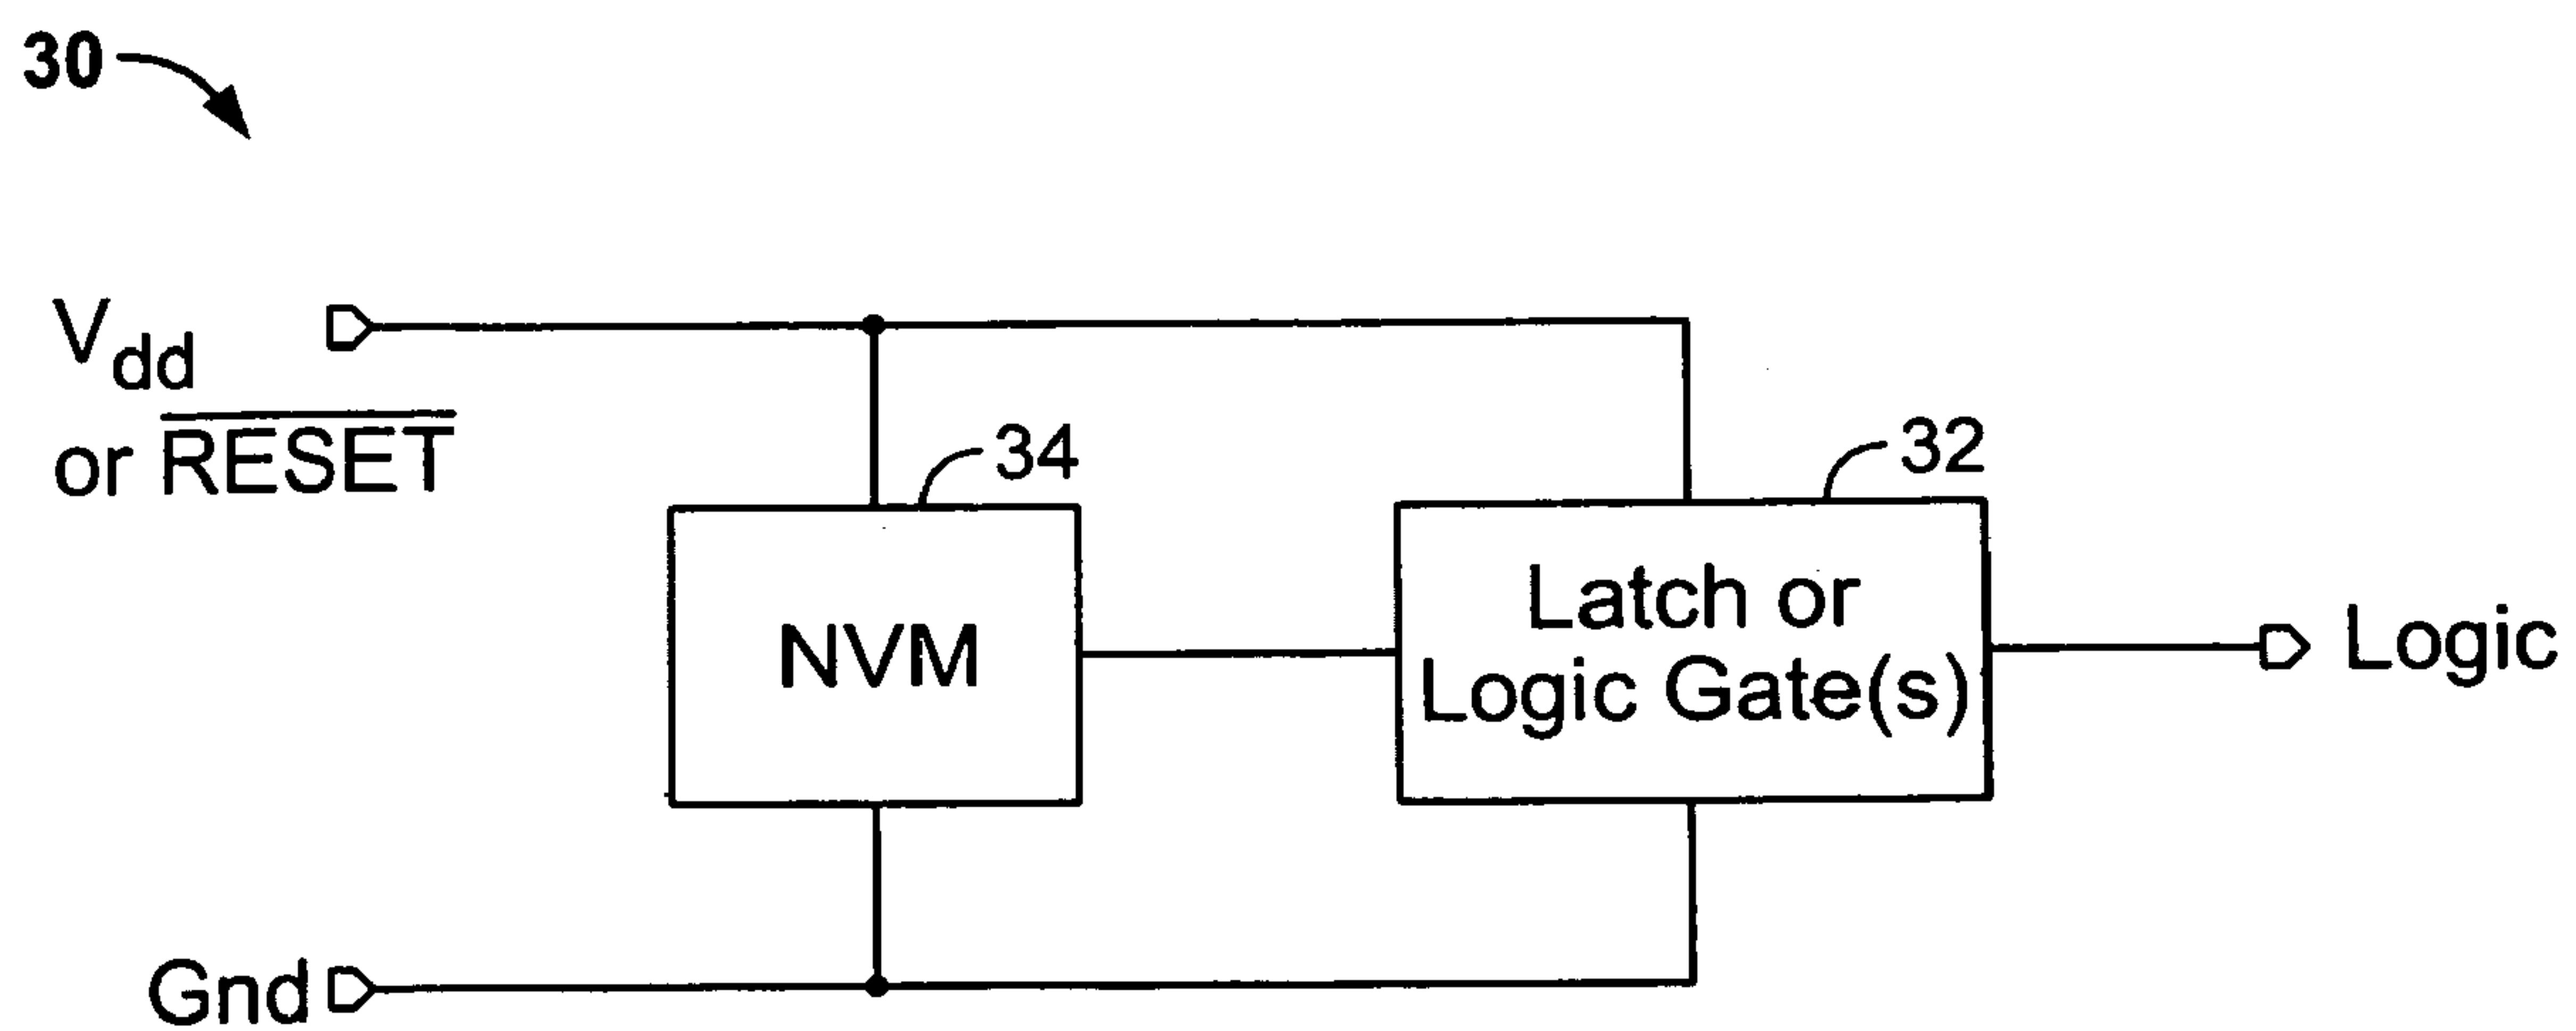 30
Vdd
or RESET
34
32
NVM
Latch or
Logic Gate(s)
Logic
Gnd